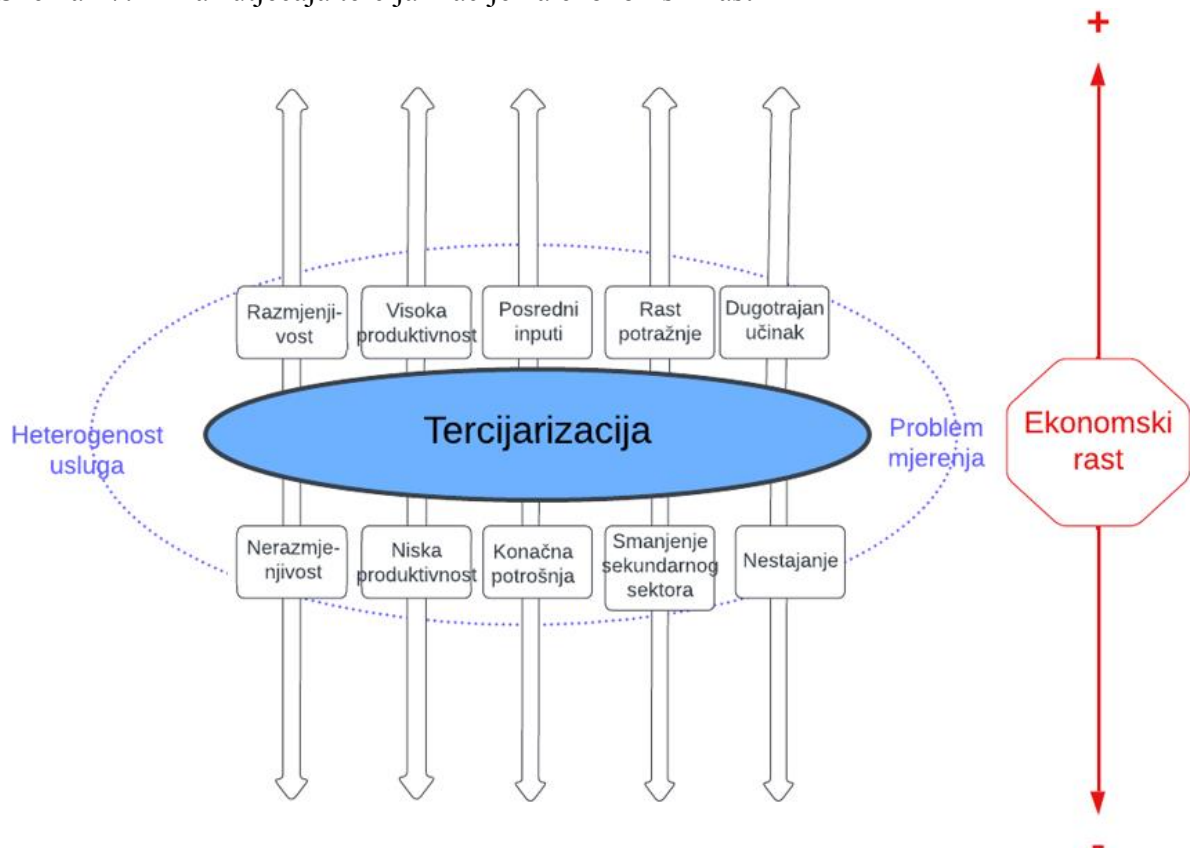 +
Razmjenji-
vost
Visoka
produktivnost
Posredni
inputi
Rast
potražnje
Dugotrajan
učinak
Heterogenost
usluga
Tercijarizacija
Problem
mjerenja
Ekonomski
rast
Nerazmje-
njivost
Niska
produktivnost
Konačna
potrošnja
Smanjenje
sekundarnog
sektora
Nestajanje
-